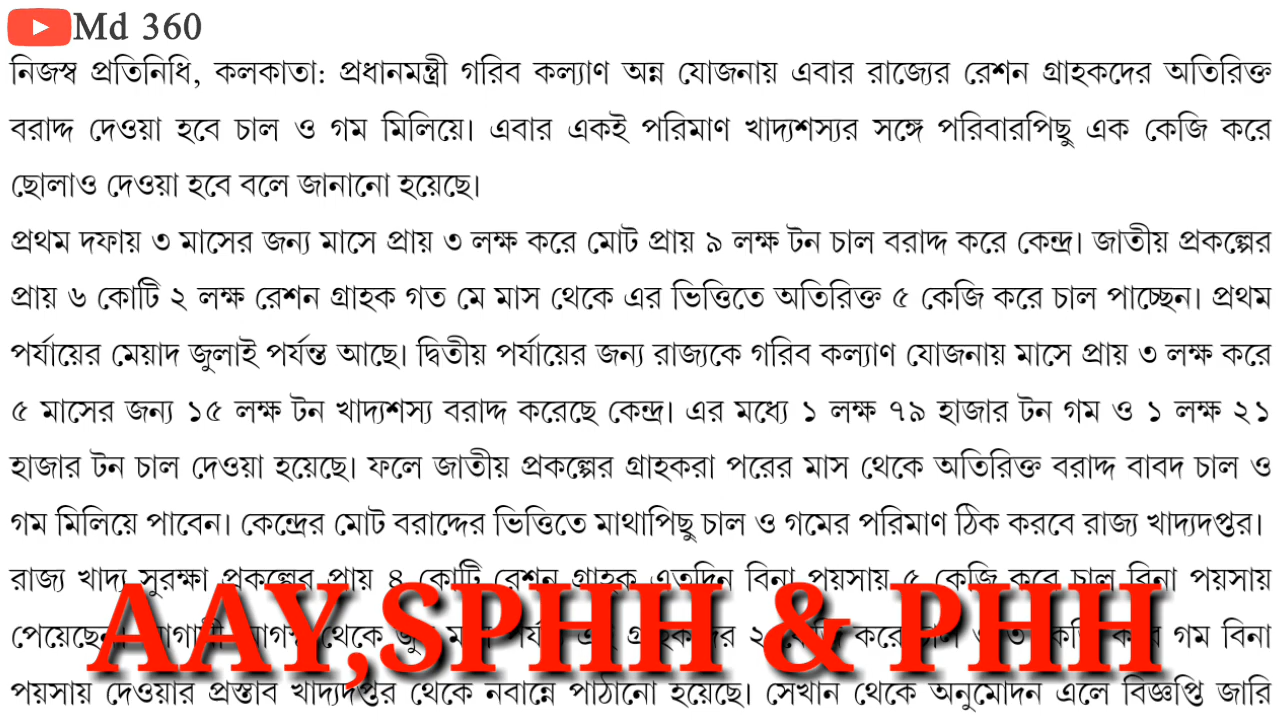 Md 360
নিজস্ব প্রতিনিধি, কলকাতা: প্রধানমন্ত্রী গরিব কল্যাণ অন্ন যোজনায় এবার রাজ্যের রেশন গ্রাহকদের অতিরিক্ত
বরাদ্দ দেওয়া হবে চাল ও গম মিলিয়ে। এবার একই পরিমাণ খাদ্যশস্যর সঙ্গে পরিবারপিছু এক কেজি করে
ছোলাও দেওয়া হবে বলে জানানো হয়েছে।
প্রথম দফায় ৩ মাসের জন্য মাসে প্রায় ৩ লক্ষ করে মোট প্রায় ৯ লক্ষ টন চাল বরাদ্দ করে কেন্দ্র। জাতীয় প্রকল্পের
প্রায় ৬ কোটি ২ লক্ষ রেশন গ্রাহক গত মে মাস থেকে এর ভিত্তিতে অতিরিক্ত ৫ কেজি করে চাল পাচ্ছেন। প্রথম
পর্যায়ের মেয়াদ জুলাই পর্যন্ত আছে। দ্বিতীয় পর্যায়ের জন্য রাজ্যকে গরিব কল্যাণ যোজনায় মাসে প্রায় ৩ লক্ষ করে
৫ মাসের জন্য ১৫ লক্ষ টন খাদ্যশস্য বরাদ্দ করেছে কেন্দ্র। এর মধ্যে ১ লক্ষ ৭৯ হাজার টন গম ও ১ লক্ষ ২১
হাজার টন চাল দেওয়া হয়েছে। ফলে জাতীয় প্রকল্পের গ্রাহকরা পরের মাস থেকে অতিরিক্ত বরাদ্দ বাবদ চাল ও
গম মিলিয়ে পাবেন। কেন্দ্রের মোট বরাদ্দের ভিত্তিতে মাথাপিছু চাল ও গমের পরিমাণ ঠিক করবে রাজ্য খাদ্যদপ্তর।
রাজ্য খাদ্য সুরক্ষা প্রকল্পের প্রায় ৪ কোটি রেশন গ্রাহক এতদিন বিনা পয়সায় ৫ কেজি করে চাল বিনা পয়সায়
থেকে ২ করে গম বিনা
AAY,SPHH & PHH
পয়সায় দেওয়ার প্রস্তাব খাদ্যদপ্তর থেকে নবান্নে পাঠানো হয়েছে। সেখান থেকে অনুমোদন এলে বিজ্ঞপ্তি জারি